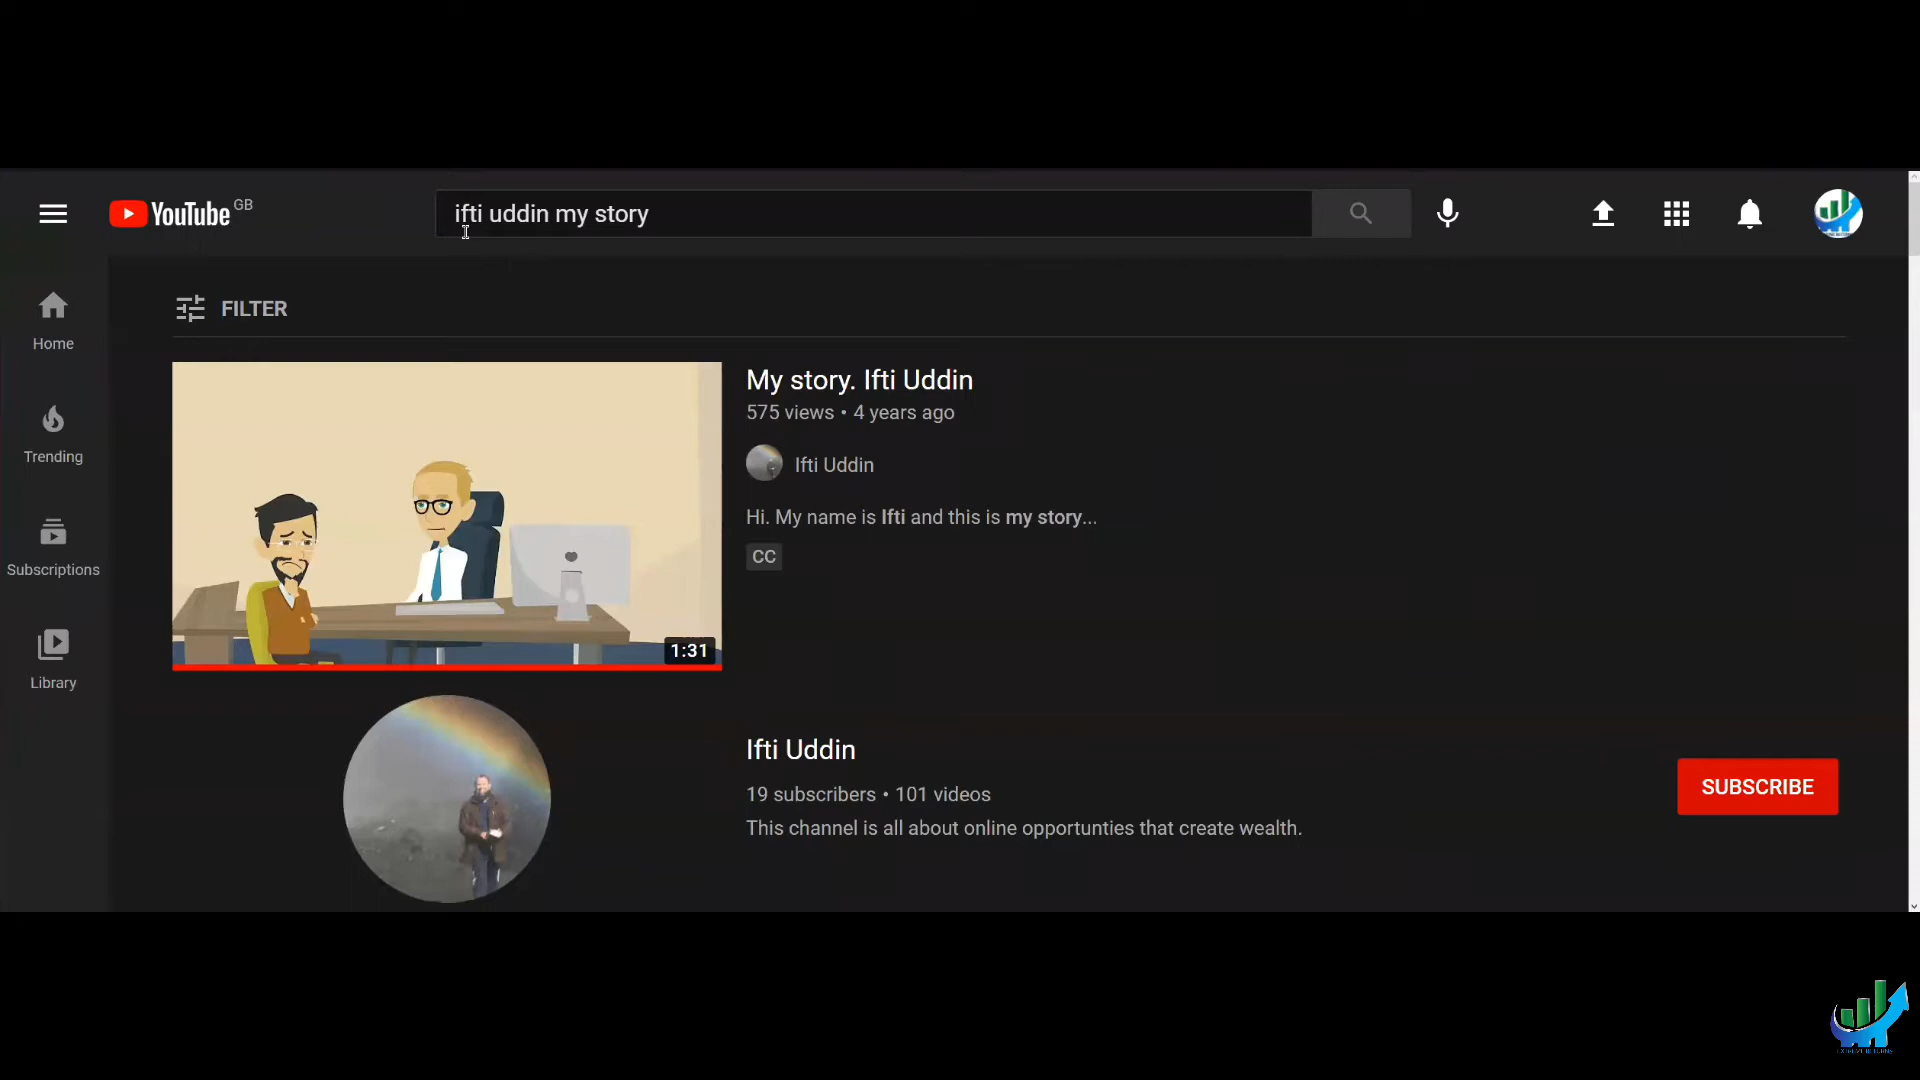 YouTube GB
ifti uddin my story
FILTER
Home
Trending
Subscriptions
Library
My story. Ifti Uddin
575 views • 4 years ago
Ifti Uddin
Hi. My name is Ifti and this is my story...
CC
1:31
Ifti Uddin
19 subscribers • 101 videos
This channel is all about online opportunties that create wealth.
SUBSCRIBE